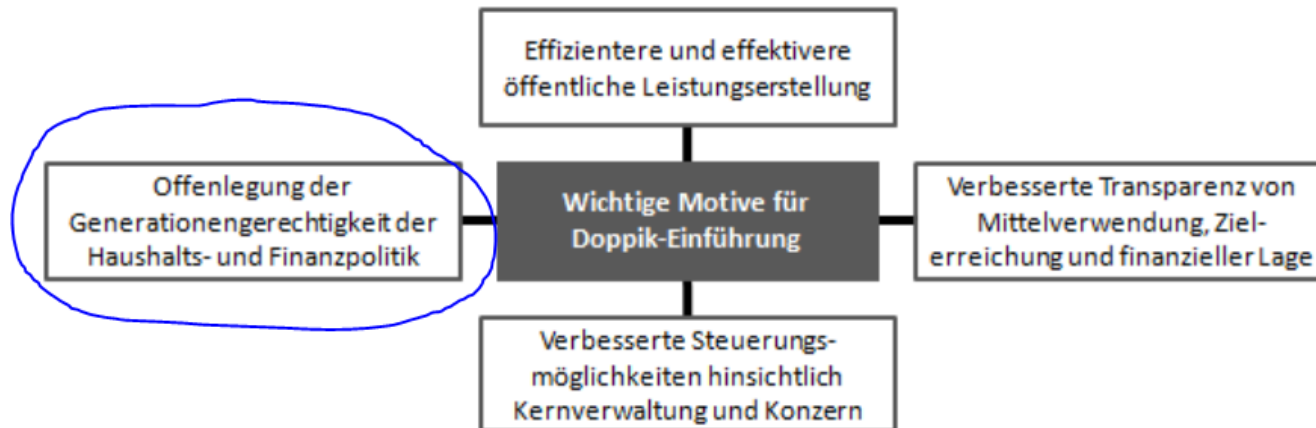 Effizientere und effektivere
öffentliche Leistungserstellung
Offenlegung der
Generationengerechtigkeit der
Haushalts- und Finanzpolitik
Wichtige Motive für
Doppik-Einführung
Verbesserte Transparenz von
Mittelverwendung, Ziel-
erreichung und finanzieller Lage
Verbesserte Steuerungs-
möglichkeiten hinsichtlich
Kernverwaltung und Konzern